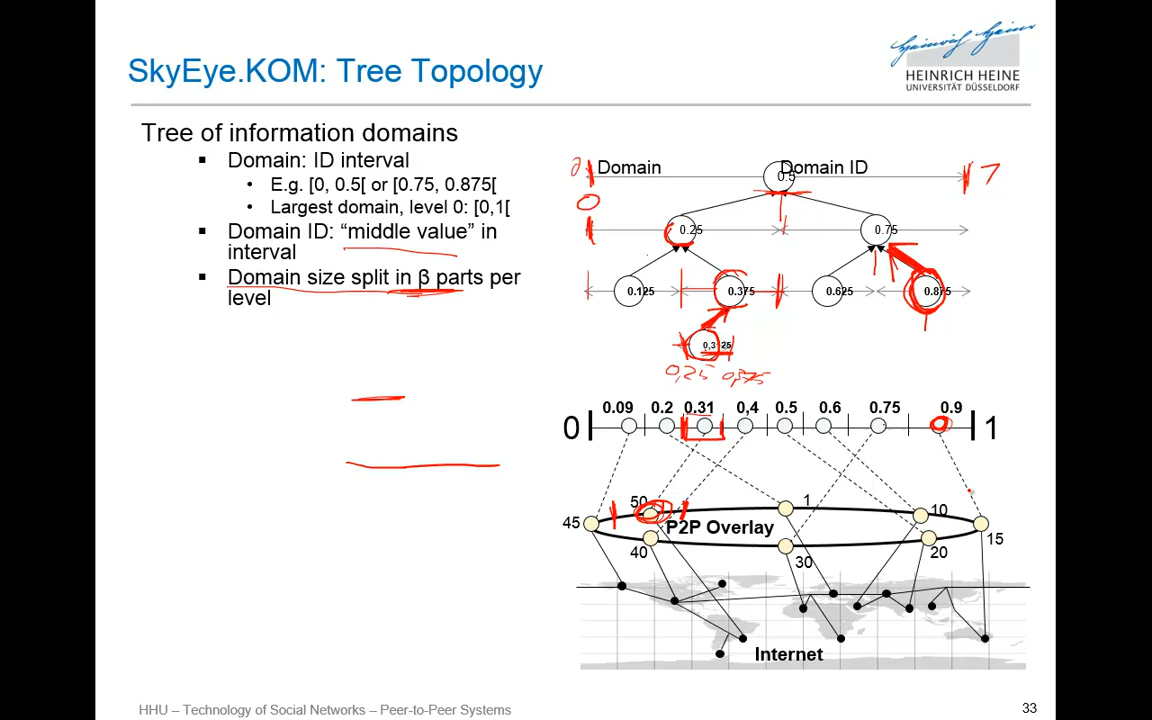 SkyEye.KOM: Tree Topology
HEINRICH HEINE
UNIVERSITÄT DÜSSELDORF
Tree of information domains
▪ Domain: ID interval
• E.g. [0, 0.5[ or [0.75, 0.875[
• Largest domain, level 0: [0,1[
▪ Domain ID: “middle value” in
interval
▪ Domain size split in β parts per
level
0 Domain Domain ID 1
0.5
0
0.25 0.75
0.125 0.375 0.625 0.875
0,3125
0,25
0.09 0.2 0.31 0,4 0.5 0.6 0.75 0.9
0 1
50 1 10
45 P2P Overlay 15
40 30 20
Internet
HHU – Technology of Social Networks – Peer-to-Peer Systems
33